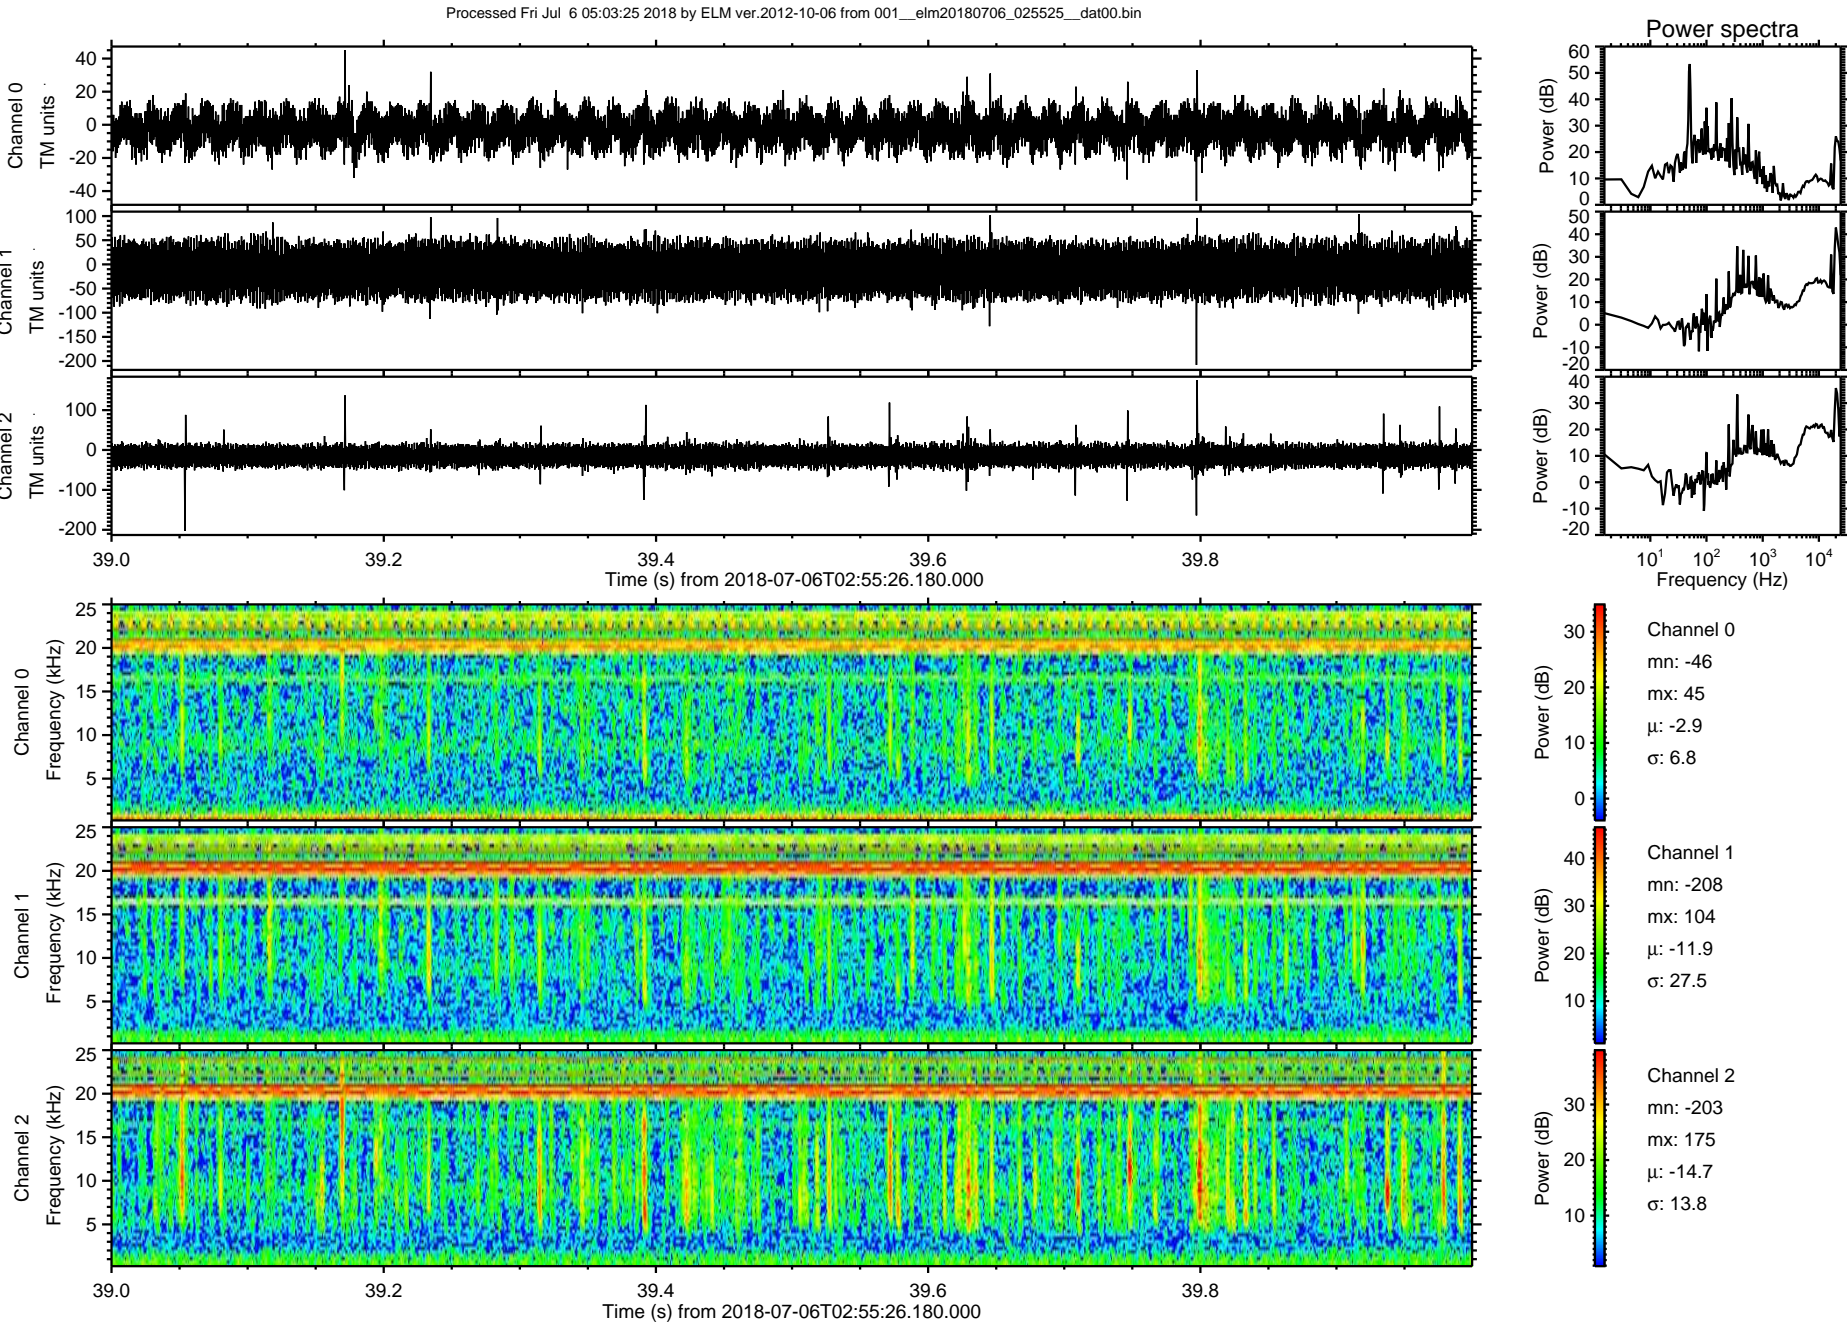 Processed Fri Jul  6 05:03:25 2018 by ELM ver.2012-10-06 from 001__elm20180706_025525__dat00.bin
Power spectra
Channel 0
TM units
40
20
0
-20
-40
Power (dB)
60
50
40
30
20
10
0
Channel 1
TM units
100
50
0
-50
-100
-150
-200
Power (dB)
50
40
30
20
10
0
-10
-20
Channel 2
TM units
100
0
-100
-200
Power (dB)
40
30
20
10
0
-10
-20
39.0 39.2 39.4 39.6 39.8
Time (s) from 2018-07-06T02:55:26.180.000
10¹ 10² 10³ 10⁴
Frequency (Hz)
Channel 0
Frequency (kHz)
25
20
15
10
5
Power (dB)
30
20
10
0
Channel 0
mn: -46
mx: 45
μ: -2.9
σ: 6.8
Channel 1
Frequency (kHz)
25
20
15
10
5
Power (dB)
40
30
20
10
Channel 1
mn: -208
mx: 104
μ: -11.9
σ: 27.5
Channel 2
Frequency (kHz)
25
20
15
10
5
Power (dB)
30
20
10
Channel 2
mn: -203
mx: 175
μ: -14.7
σ: 13.8
39.0 39.2 39.4 39.6 39.8
Time (s) from 2018-07-06T02:55:26.180.000